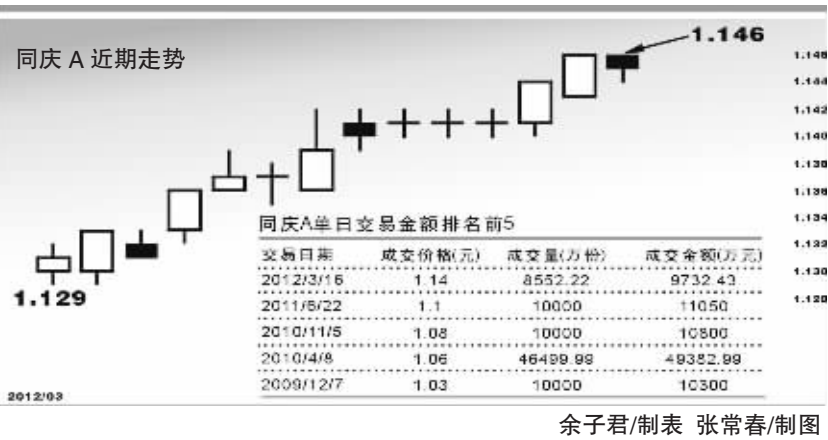 同庆 A 近期走势
1.146
1.146
1.144
1.142
1.140
1.138
1.136
1.134
1.132
1.130
1.128
同庆A单日交易金额排名前5
交易日期 成交价格(元) 成交量(万份) 成交金额(万元)
2012/3/16 1.14 8552.22 9732.43
2011/6/22 1.1 10000 11050
2010/11/5 1.08 10000 10800
2010/4/8 1.06 46499.99 49382.99
2009/12/7 1.03 10000 10300
1.129
2012/03
余子君/制表 张常春/制图